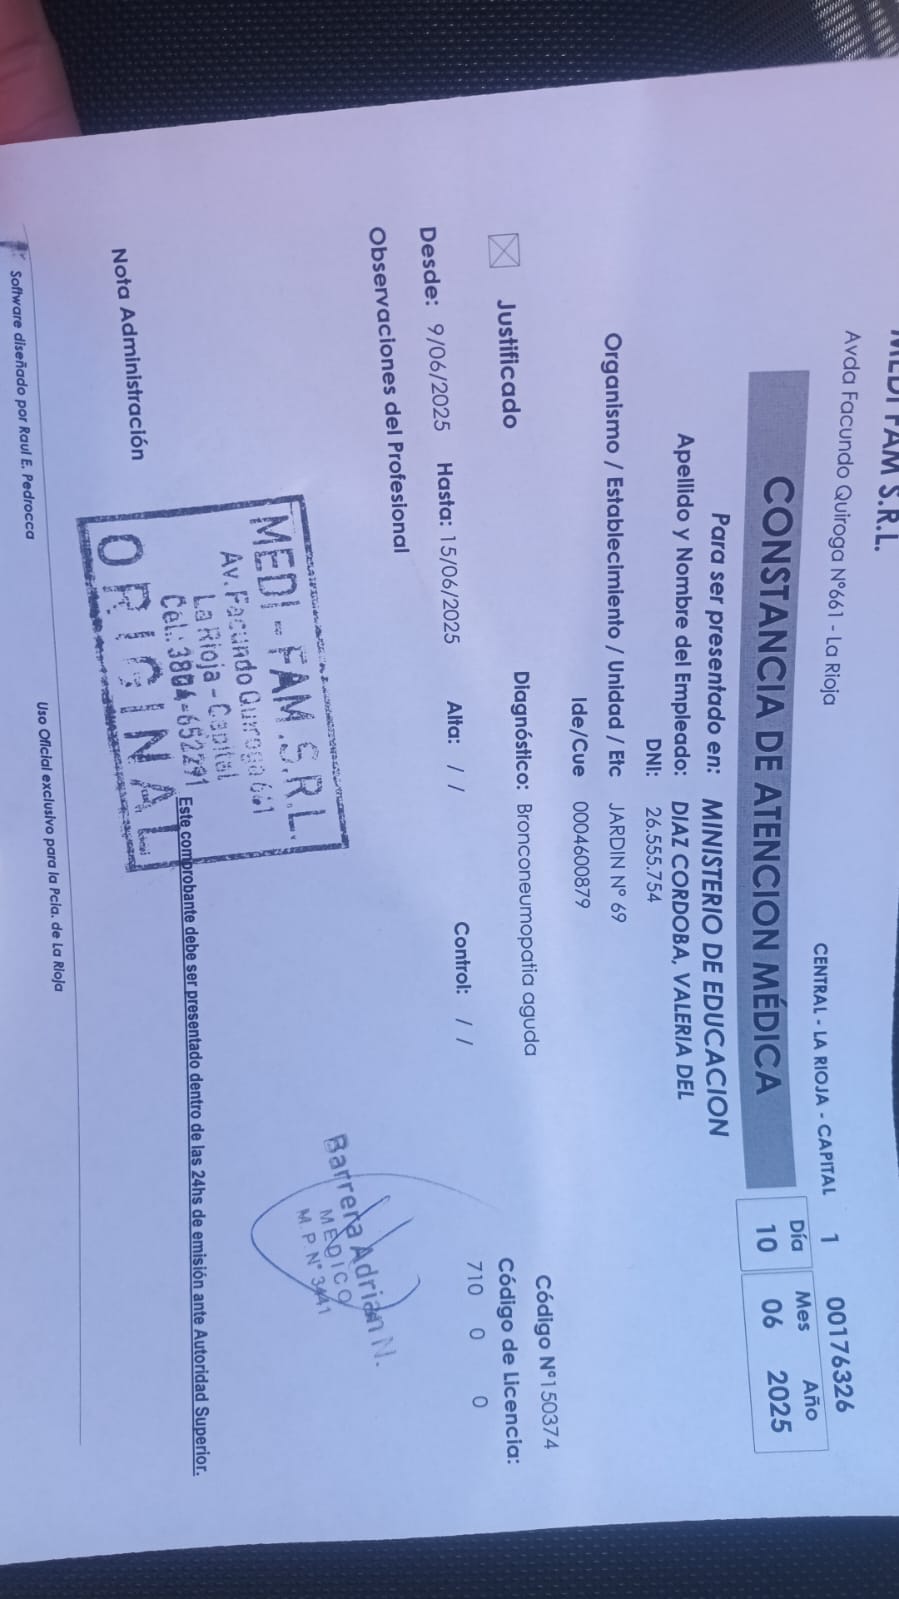 MEDI FAM S.R.L.
Avda Facundo Quiroga Nº661 - La Rioja
CENTRAL - LA RIOJA - CAPITAL 1 00176326
CONSTANCIA DE ATENCION MÉDICA
Día Mes Año
10 06 2025
Para ser presentado en: MINISTERIO DE EDUCACION
Apellido y Nombre del Empleado: DIAZ CORDOBA, VALERIA DEL
DNI: 26.555.754
Organismo / Establecimiento / Unidad / Etc JARDIN Nº 69
Ide/Cue 0004600879
Código Nº150374
Justificado
Diagnóstico: Bronconeumopatia aguda
Código de Licencia:
710 0 0
Desde: 9/06/2025 Hasta: 15/06/2025 Alta: / / Control: / /
Observaciones del Profesional
Barrera Adrian N.
MEDICO
M.P. N° 3441
MEDI-FAM.S.R.L.
Av. Facundo Quiroga 661
La Rioja - Capital
Cel.: 3804-652291
ORIGINAL
Este comprobante debe ser presentado dentro de las 24hs de emisión ante Autoridad Superior.
Nota Administración
Software diseñado por Raul E. Pedrocca
Uso Oficial exclusivo para la Pcia. de La Rioja